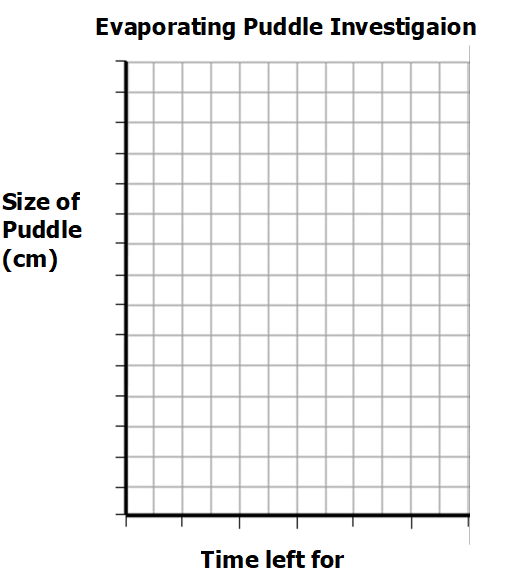 Evaporating Puddle Investigaion
Size of
Puddle
(cm)
Time left for